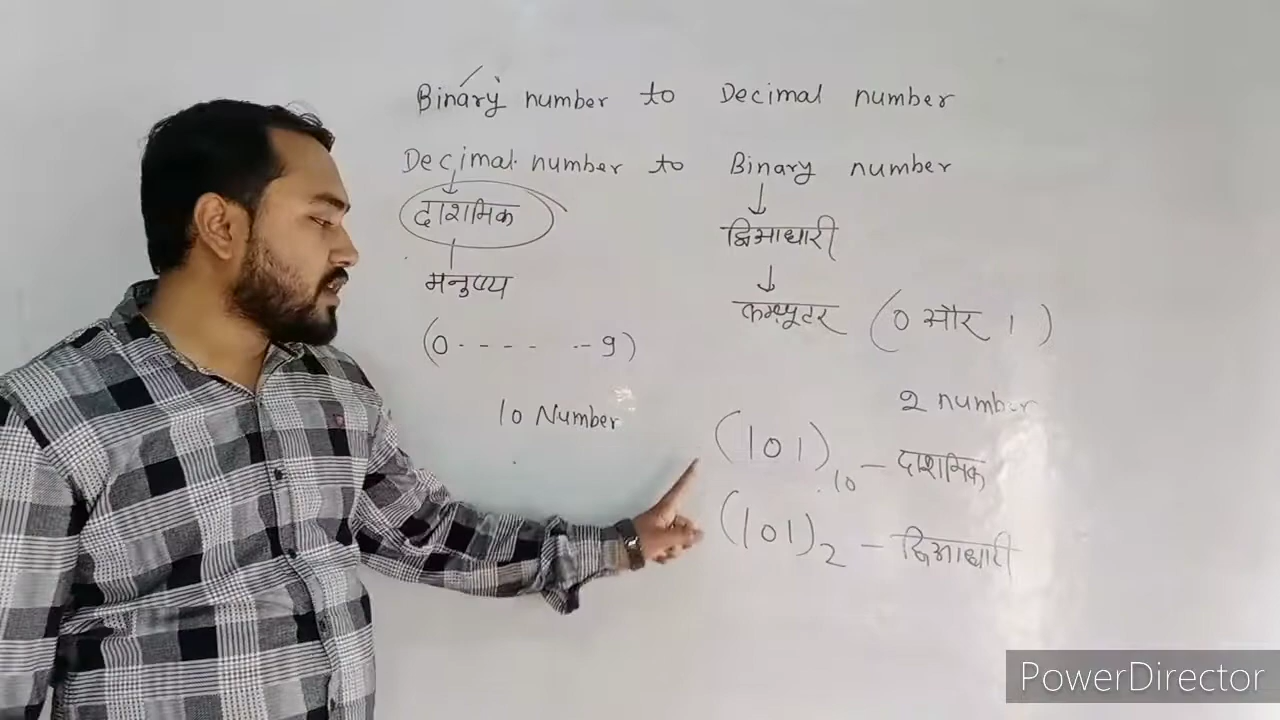 Binary number to Decimal number
Decimal number to Binary number
दाशमिक
द्विआधारी
मनुष्य
कम्प्यूटर (0 और 1)
(0---- --9)
2 number
10 Number
(101)10 – दाशमिक
(101)2 – द्विआधारी
PowerDirector